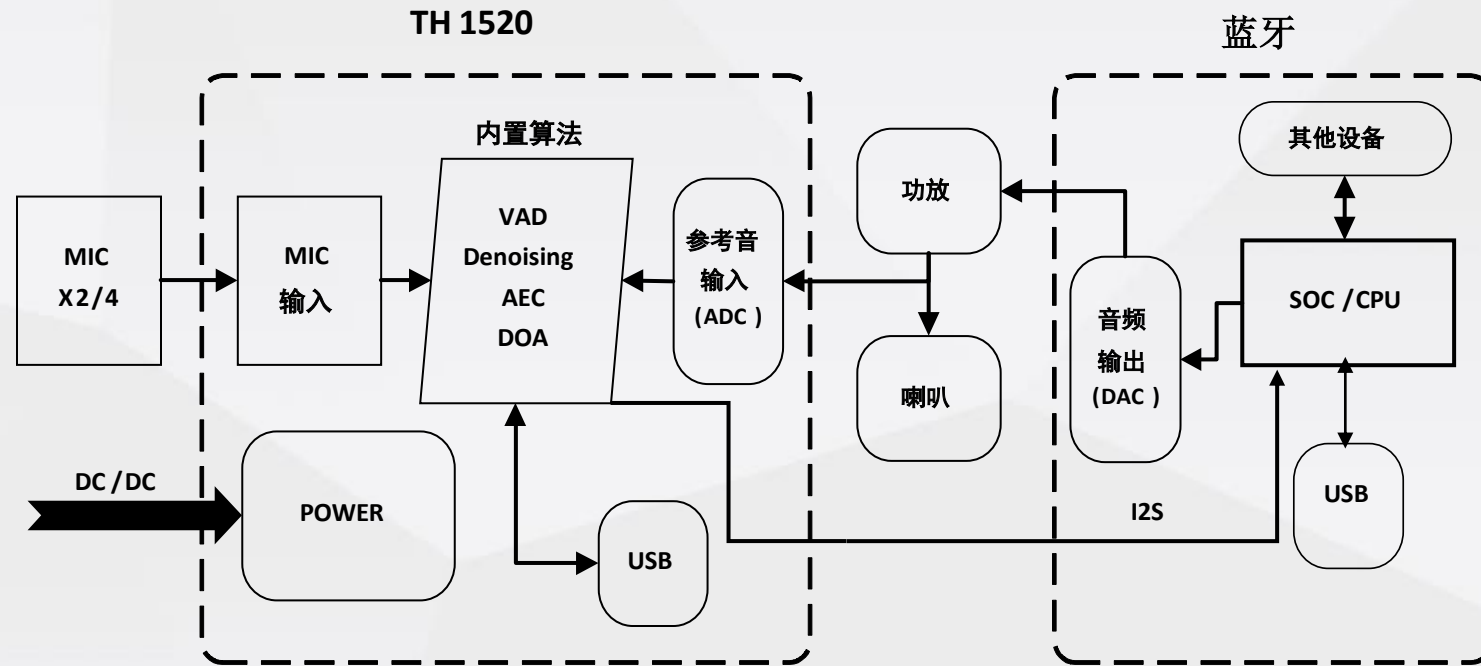 TH 1520
蓝牙
内置算法
MIC
X2/4
MIC
输入
VAD
Denoising
AEC
DOA
参考音
输入
(ADC )
功放
喇叭
其他设备
SOC /CPU
音频
输出
(DAC )
DC /DC
POWER
USB
I2S
USB